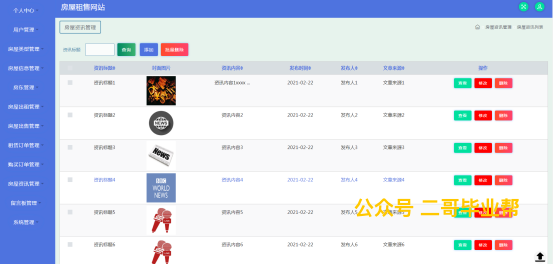 房屋租售网站
个人中心
用户管理
房屋类型管理
房屋信息管理
房东管理
房屋出租管理
房屋出售管理
租赁订单管理
购买订单管理
房屋资讯管理
留言板管理
系统管理
房屋资讯管理
房屋资讯管理 房屋资讯列表
资讯标题 查询 添加 批量删除
资讯标题 封面图片 资讯内容 发布时间 发布人 文章来源 操作
资讯标题1 资讯内容1xxxx ... 2021-02-22 发布人1 文章来源1 查看 修改 删除
资讯标题2 NEWS 资讯内容2 2021-02-22 发布人2 文章来源2 查看 修改 删除
资讯标题3 News 资讯内容3 2021-02-22 发布人3 文章来源3 查看 修改 删除
资讯标题4 WORLD NEWS 资讯内容4 2021-02-22 发布人4 文章来源4 查看 修改 删除
资讯标题5 资讯内容5 2021-02-22 发布人5 文章来源5 查看 修改 删除
资讯标题6 资讯内容6 2021-02-22 发布人6 文章来源6 查看 修改 删除
公众号 二哥毕业帮